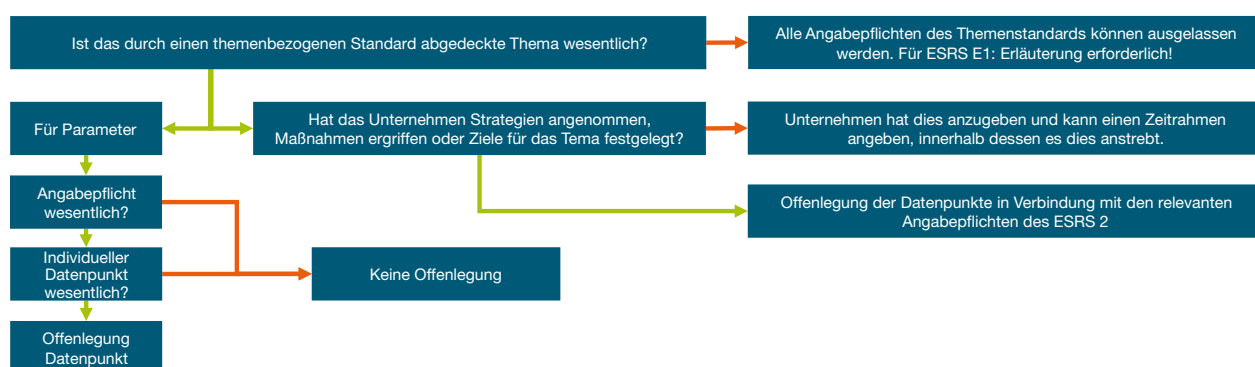 Ist das durch einen themenbezogenen Standard abgedeckte Thema wesentlich?
Alle Angabepflichten des Themenstandards können ausgelassen
werden. Für ESRS E1: Erläuterung erforderlich!
Für Parameter
Hat das Unternehmen Strategien angenommen,
Maßnahmen ergriffen oder Ziele für das Tema festgelegt?
Unternehmen hat dies anzugeben und kann einen Zeitrahmen
angeben, innerhalb dessen es dies anstrebt.
Angabepflicht
wesentlich?
Offenlegung der Datenpunkte in Verbindung mit den relevanten
Angabepflichten des ESRS 2
Individueller
Datenpunkt
wesentlich?
Keine Offenlegung
Offenlegung
Datenpunkt